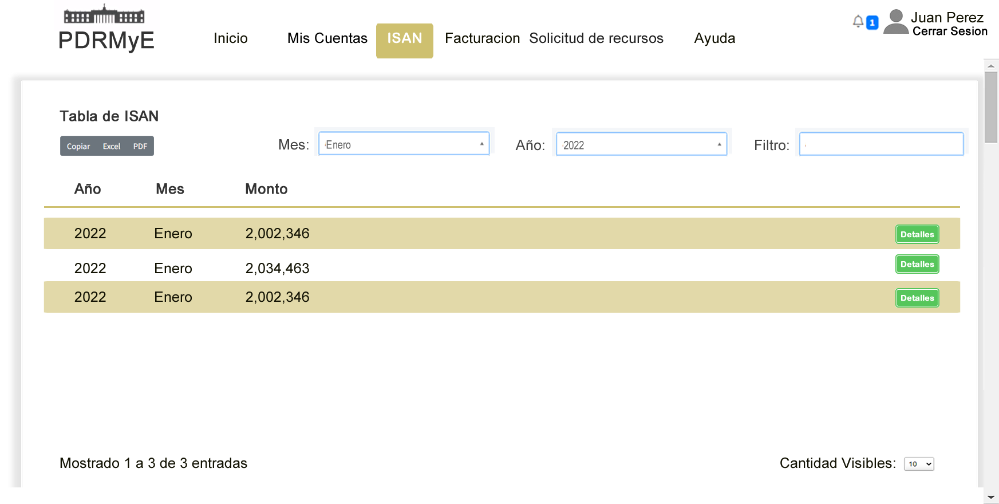 PDRMyE
Inicio Mis Cuentas ISAN Facturacion Solicitud de recursos Ayuda
1 Juan Perez
Cerrar Sesion
Tabla de ISAN
Copiar Excel PDF
Mes: Enero Año: 2022 Filtro:
Año Mes Monto
2022 Enero 2,002,346 Detalles
2022 Enero 2,034,463 Detalles
2022 Enero 2,002,346 Detalles
Mostrado 1 a 3 de 3 entradas Cantidad Visibles: 10